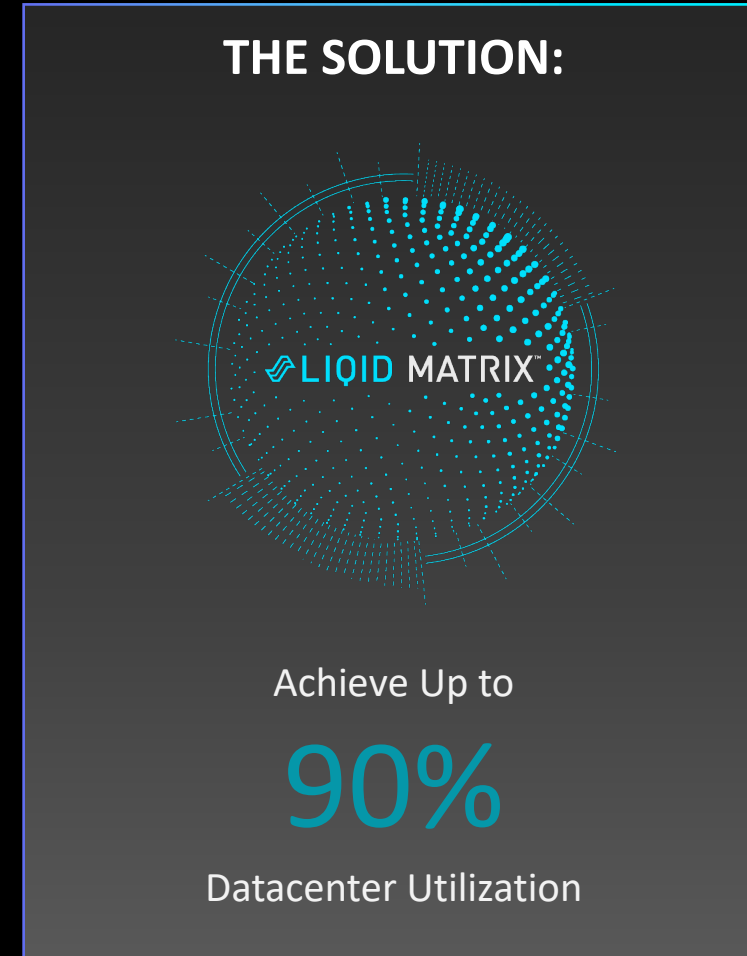 THE SOLUTION:
LIQID MATRIX™
Achieve Up to
90%
Datacenter Utilization